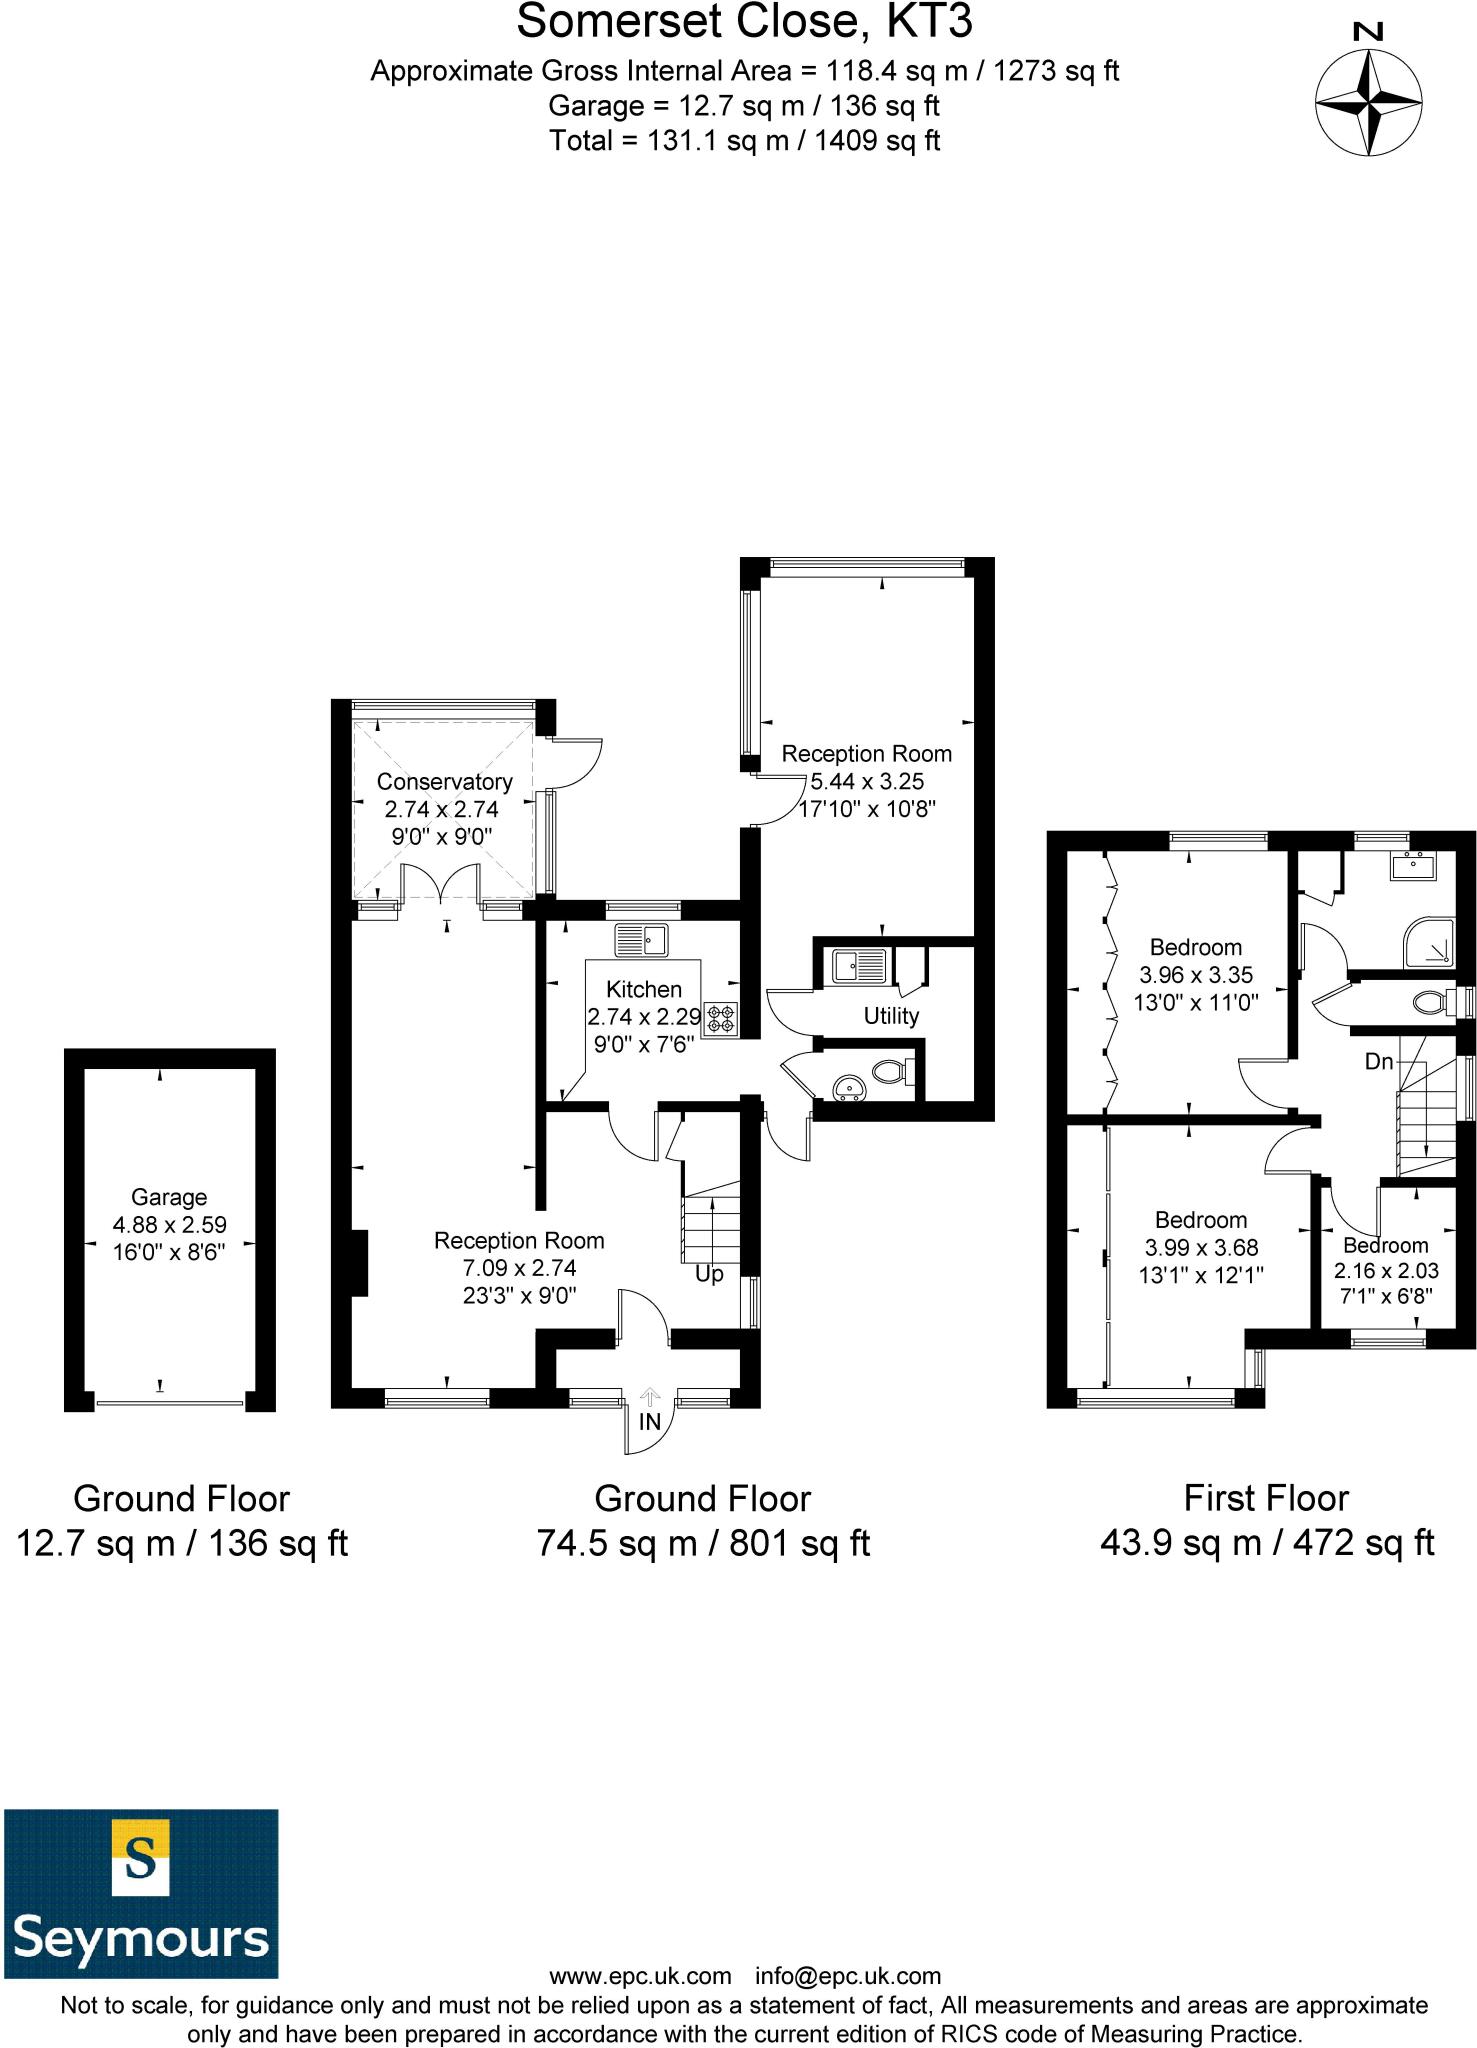 Somerset Close, KT3
Approximate Gross Internal Area = 118.4 sq m / 1273 sq ft
Garage = 12.7 sq m / 136 sq ft
Total = 131.1 sq m / 1409 sq ft
N
Reception Room
5.44 x 3.25
17'10" x 10'8"
Conservatory
2.74 x 2.74
9'0" x 9'0"
Kitchen
2.74 x 2.29
9'0" x 7'6"
Utility
Bedroom
3.96 x 3.35
13'0" x 11'0"
Dn
Garage
4.88 x 2.59
16'0" x 8'6"
Reception Room
7.09 x 2.74
23'3" x 9'0"
Up
IN
Bedroom
3.99 x 3.68
13'1" x 12'1"
Bedroom
2.16 x 2.03
7'1" x 6'8"
Ground Floor
12.7 sq m / 136 sq ft
Ground Floor
74.5 sq m / 801 sq ft
First Floor
43.9 sq m / 472 sq ft
S
Seymours
www.epc.uk.com info@epc.uk.com
Not to scale, for guidance only and must not be relied upon as a statement of fact, All measurements and areas are approximate
only and have been prepared in accordance with the current edition of RICS code of Measuring Practice.